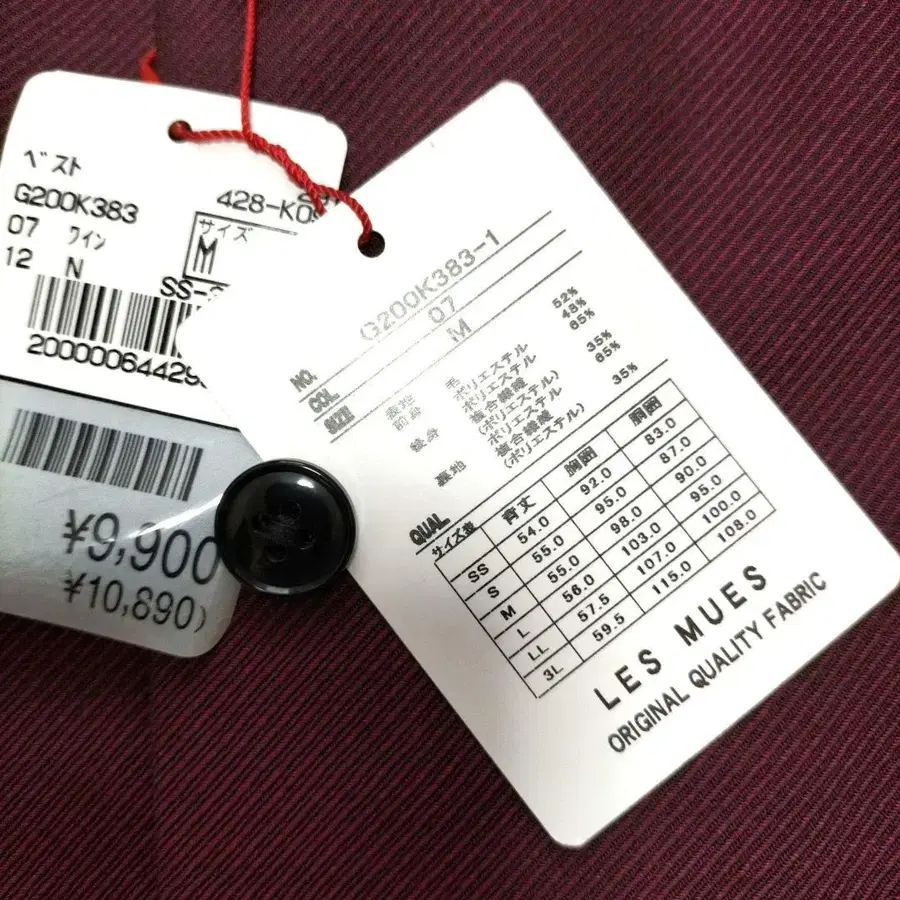 ベスト
G200K383
07 ワイン
12 N
428-K0
サイズ
M
SS-
20000064429
¥9,900
¥10,890)
NO. G200K383-1
COL. 07
SIZE M
表地 毛 52%
ポリエステル 48%
前身 ポリエステル 65%
複合繊維
(ポリエステル) 35%
後身 ポリエステル 65%
複合繊維
(ポリエステル) 35%
裏地
QUAL
サイズ表 背丈 胸囲 胴囲
SS 54.0 92.0 83.0
S 55.0 95.0 87.0
M 55.0 98.0 90.0
L 56.0 103.0 95.0
LL 57.5 107.0 100.0
3L 59.5 115.0 108.0
LES MUES
ORIGINAL QUALITY FABRIC